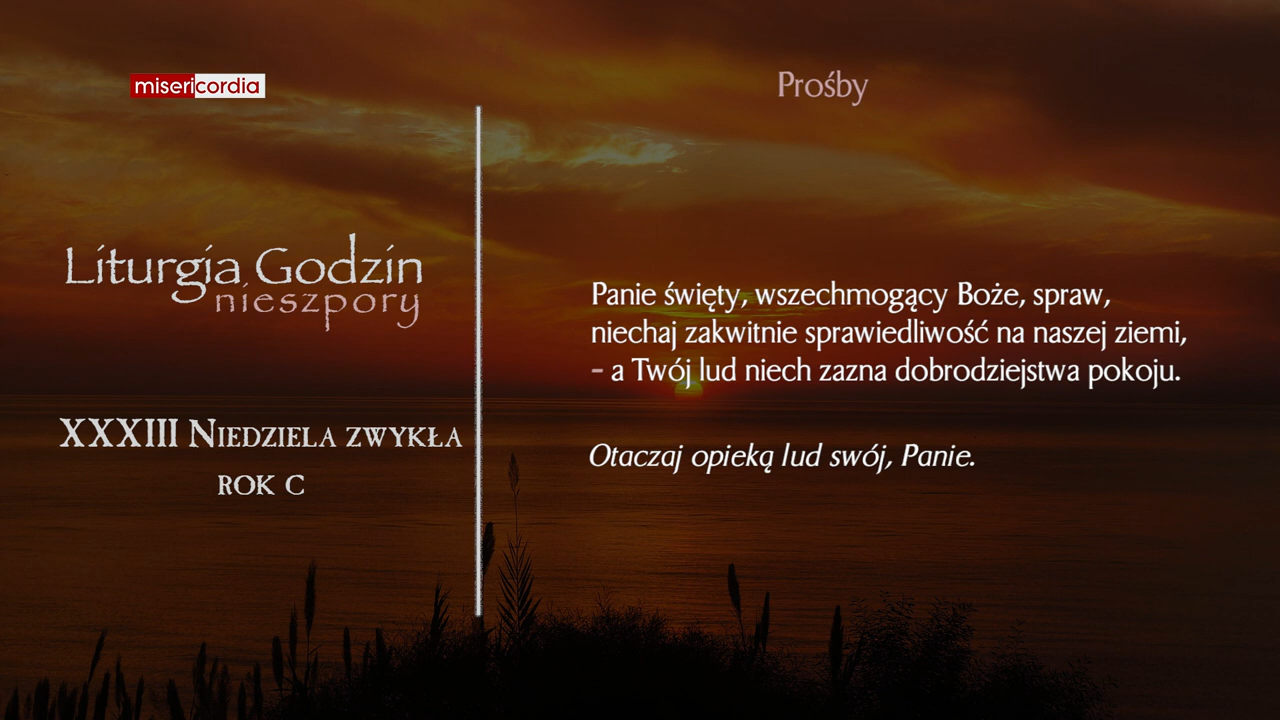 misericordia
Liturgia Godzin
nieszpory
XXXIII Niedziela zwykła
rok C
Prośby
Panie święty, wszechmogący Boże, spraw,
niechaj zakwitnie sprawiedliwość na naszej ziemi,
– a Twój lud niech zazna dobrodziejstwa pokoju.
Otaczaj opieką lud swój, Panie.